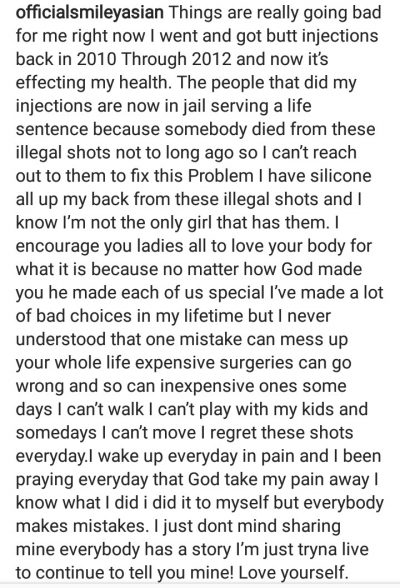 officialsmileyasian Things are really going bad
for me right now I went and got butt injections
back in 2010 Through 2012 and now it's
effecting my health. The people that did my
injections are now in jail serving a life
sentence because somebody died from these
illegal shots not to long ago so I can't reach
out to them to fix this Problem I have silicone
all up my back from these illegal shots and I
know I'm not the only girl that has them. I
encourage you ladies all to love your body for
what it is because no matter how God made
you he made each of us special I've made a lot
of bad choices in my lifetime but I never
understood that one mistake can mess up
your whole life expensive surgeries can go
wrong and so can inexpensive ones some
days I can't walk I can't play with my kids and
somedays I can't move I regret these shots
everyday.I wake up everyday in pain and I been
praying everyday that God take my pain away I
know what I did i did it to myself but everybody
makes mistakes. I just dont mind sharing
mine everybody has a story I'm just tryna live
to continue to tell you mine! Love yourself.